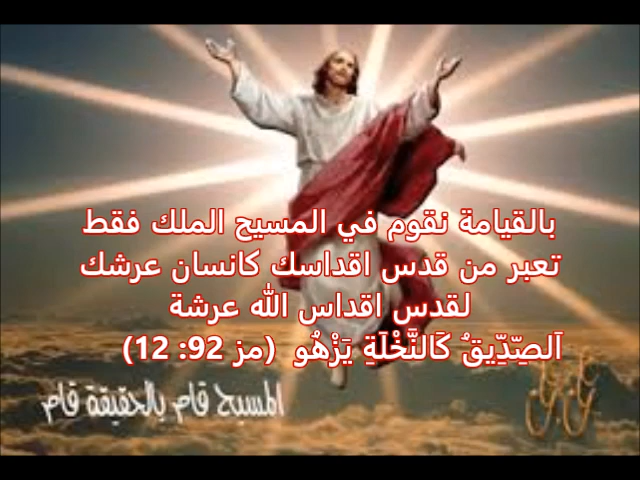 بالقيامة نقوم في المسيح الملك فقط
تعبر من قدس اقداسك كانسان عرشك
لقدس اقداس الله عرشة
اَلصِّدِّيقُ كَالنَّخْلَةِ يَزْهُو (مز 92: 12)
المسيح قام بالحقيقة قام